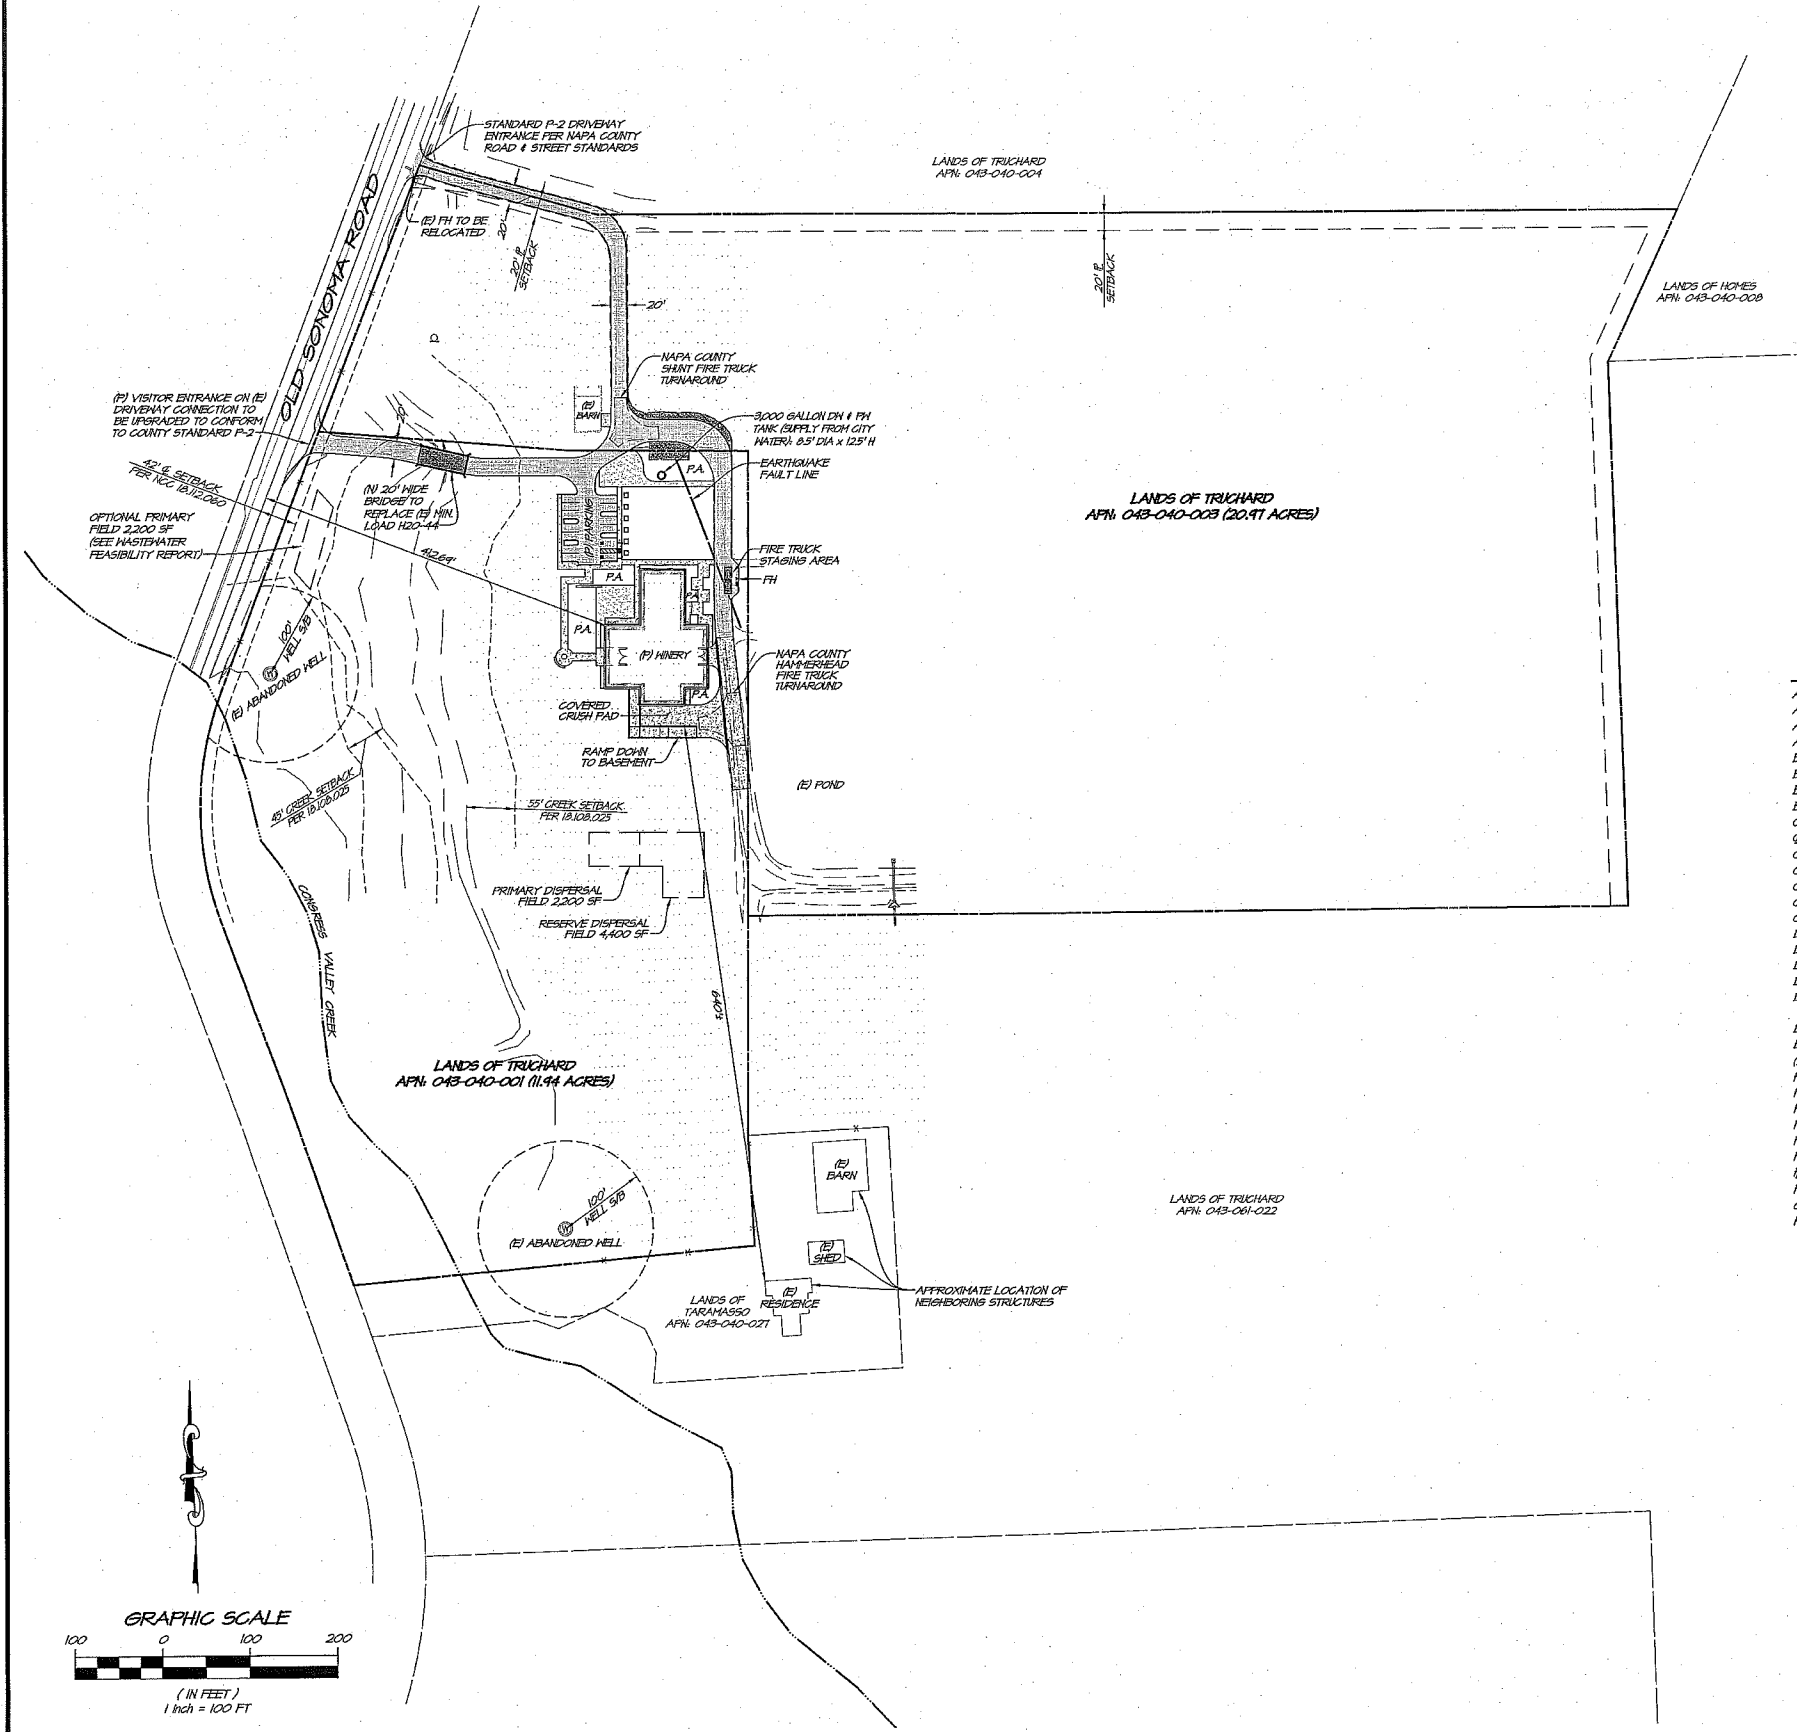 STANDARD P-2 DRIVEWAY
ENTRANCE PER NAPA COUNTY
ROAD & STREET STANDARDS
LANDS OF TRUCHARD
APN: 043-040-004
OLD SONOMA ROAD
(E) FH TO BE
RELOCATED
20'
20' PL
SETBACK
20' PL
SETBACK
20'
LANDS OF HOMES
APN: 043-040-008
NAPA COUNTY
SHUNT FIRE TRUCK
TURNAROUND
(P) VISITOR ENTRANCE ON (E)
DRIVEWAY CONNECTION TO
BE UPGRADED TO CONFORM
TO COUNTY STANDARD P-2
20'
(E)
BARN
3,000 GALLON DW & PW
TANK (SUPPLY FROM CITY
WATER): 8.5' DIA x 12.5' H
P.A.
EARTHQUAKE
FAULT LINE
42' CL SETBACK
PER NCC 18.112.080
(N) 20' WIDE
BRIDGE TO
REPLACE (E) MIN.
LOAD H20-44
(P) PARKING
LANDS OF TRUCHARD
APN: 043-040-003 (20.97 ACRES)
OPTIONAL PRIMARY
FIELD 2,200 SF
(SEE WASTEWATER
FEASIBILITY REPORT)
412.69'
FIRE TRUCK
STAGING AREA
FH
P.A.
P.A.
P.A.
100'
WELL S/B
(E) ABANDONED WELL
(P) WINERY
NAPA COUNTY
HAMMERHEAD
FIRE TRUCK
TURNAROUND
P.A.
COVERED
CRUSH PAD
RAMP DOWN
TO BASEMENT
(E) POND
45' CREEK SETBACK
PER 18.108.025
55' CREEK SETBACK
PER 18.108.025
PRIMARY DISPERSAL
FIELD 2,200 SF
RESERVE DISPERSAL
FIELD 4,400 SF
CONGRESS VALLEY CREEK
640'±
LANDS OF TRUCHARD
APN: 043-040-001 (11.94 ACRES)
(E)
BARN
100'
WELL S/B
(E) ABANDONED WELL
LANDS OF TRUCHARD
APN: 043-061-022
(E)
SHED
(E)
RESIDENCE
APPROXIMATE LOCATION OF
NEIGHBORING STRUCTURES
LANDS OF
TARAMASSO
APN: 043-040-027
GRAPHIC SCALE
100 0 100 200
( IN FEET )
1 inch = 100 FT